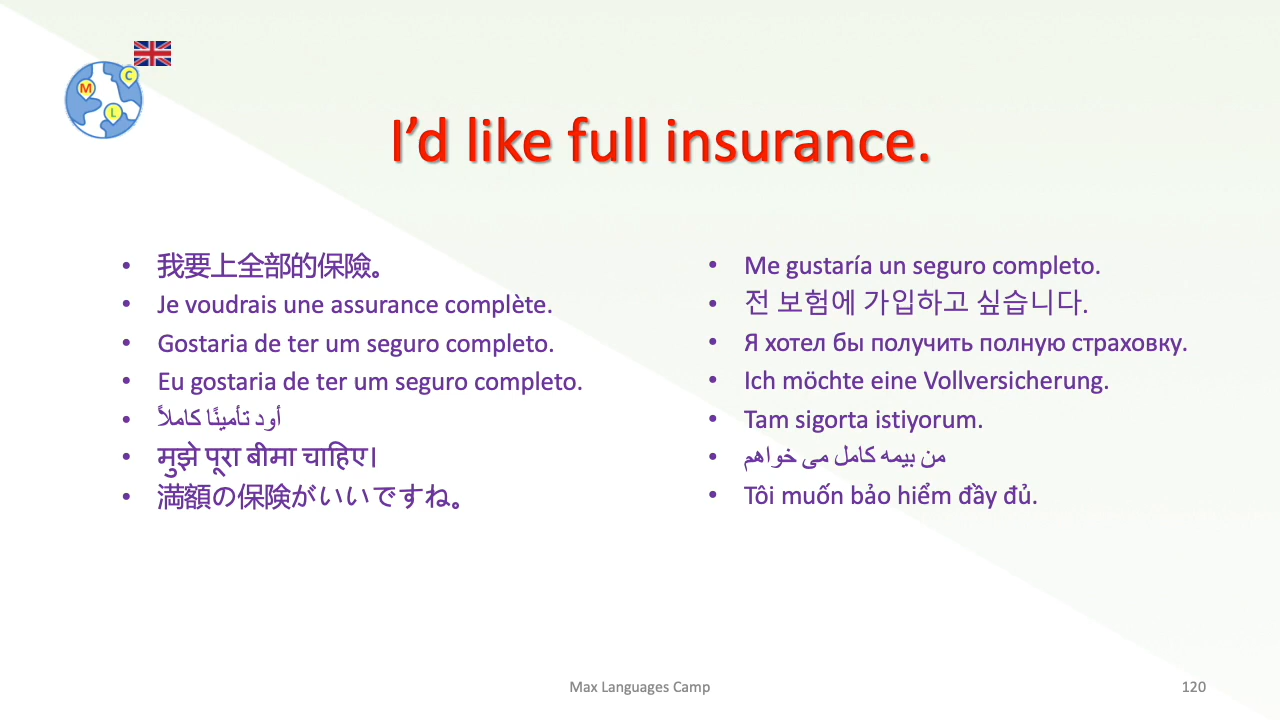 M
C
L
I’d like full insurance.
• 我要上全部的保險。
• Je voudrais une assurance complète.
• Gostaria de ter um seguro completo.
• Eu gostaria de ter um seguro completo.
• أود تأمينًا كاملاً
• मुझे पूरा बीमा चाहिए।
• 満額の保険がいいですね。
• Me gustaría un seguro completo.
• 전 보험에 가입하고 싶습니다.
• Я хотел бы получить полную страховку.
• Ich möchte eine Vollversicherung.
• Tam sigorta istiyorum.
• من بیمه کامل می خواهم
• Tôi muốn bảo hiểm đầy đủ.
Max Languages Camp
120